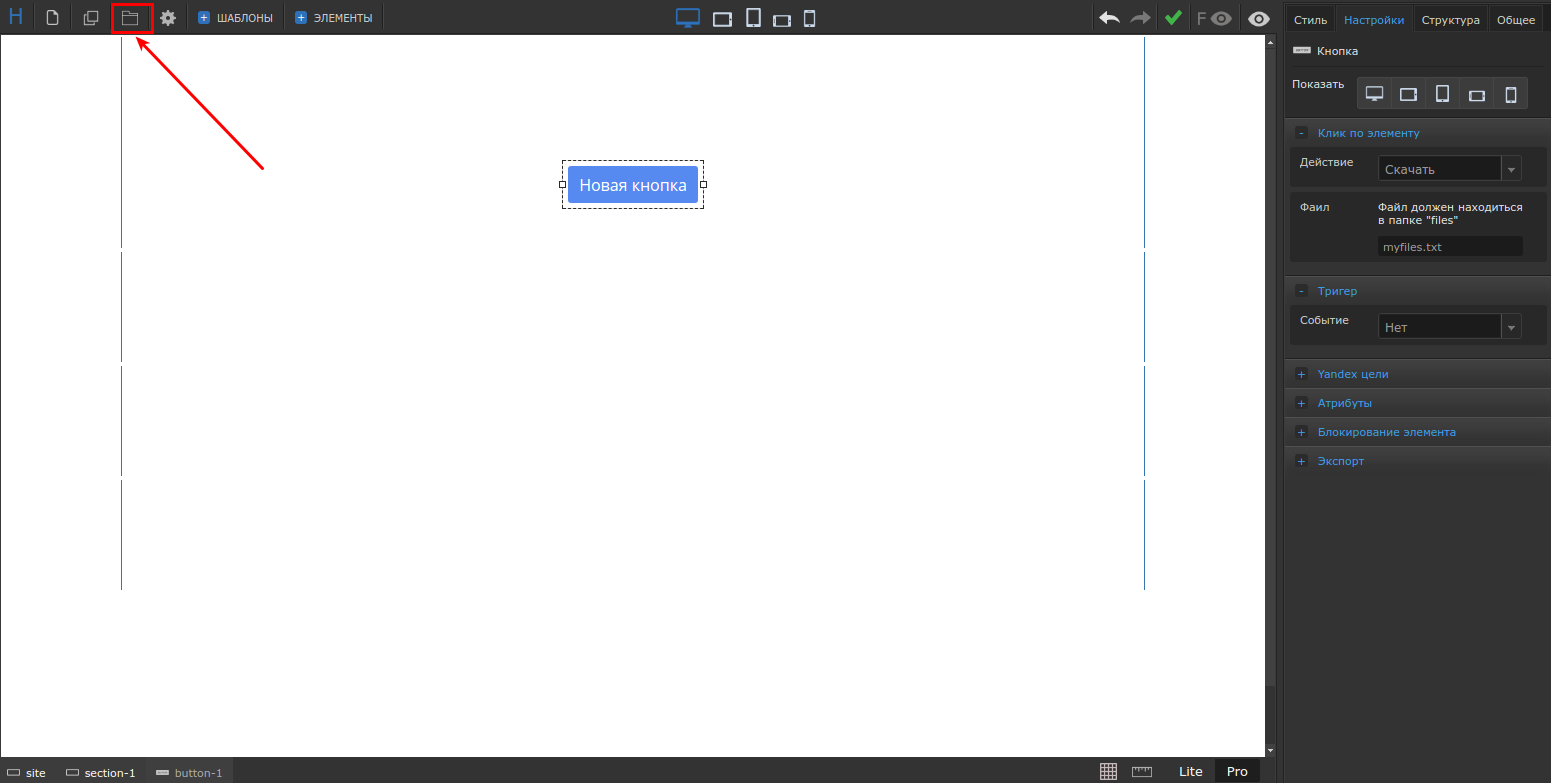 H
ШАБЛОНЫ
ЭЛЕМЕНТЫ
F
Стиль
Настройки
Структура
Общее
Кнопка
Показать
Клик по элементу
Действие
Скачать
Фаил
Файл должен находиться
в папке "files"
myfiles.txt
Тригер
Событие
Нет
Yandex цели
Атрибуты
Блокирование элемента
Экспорт
Новая кнопка
site
section-1
button-1
Lite
Pro